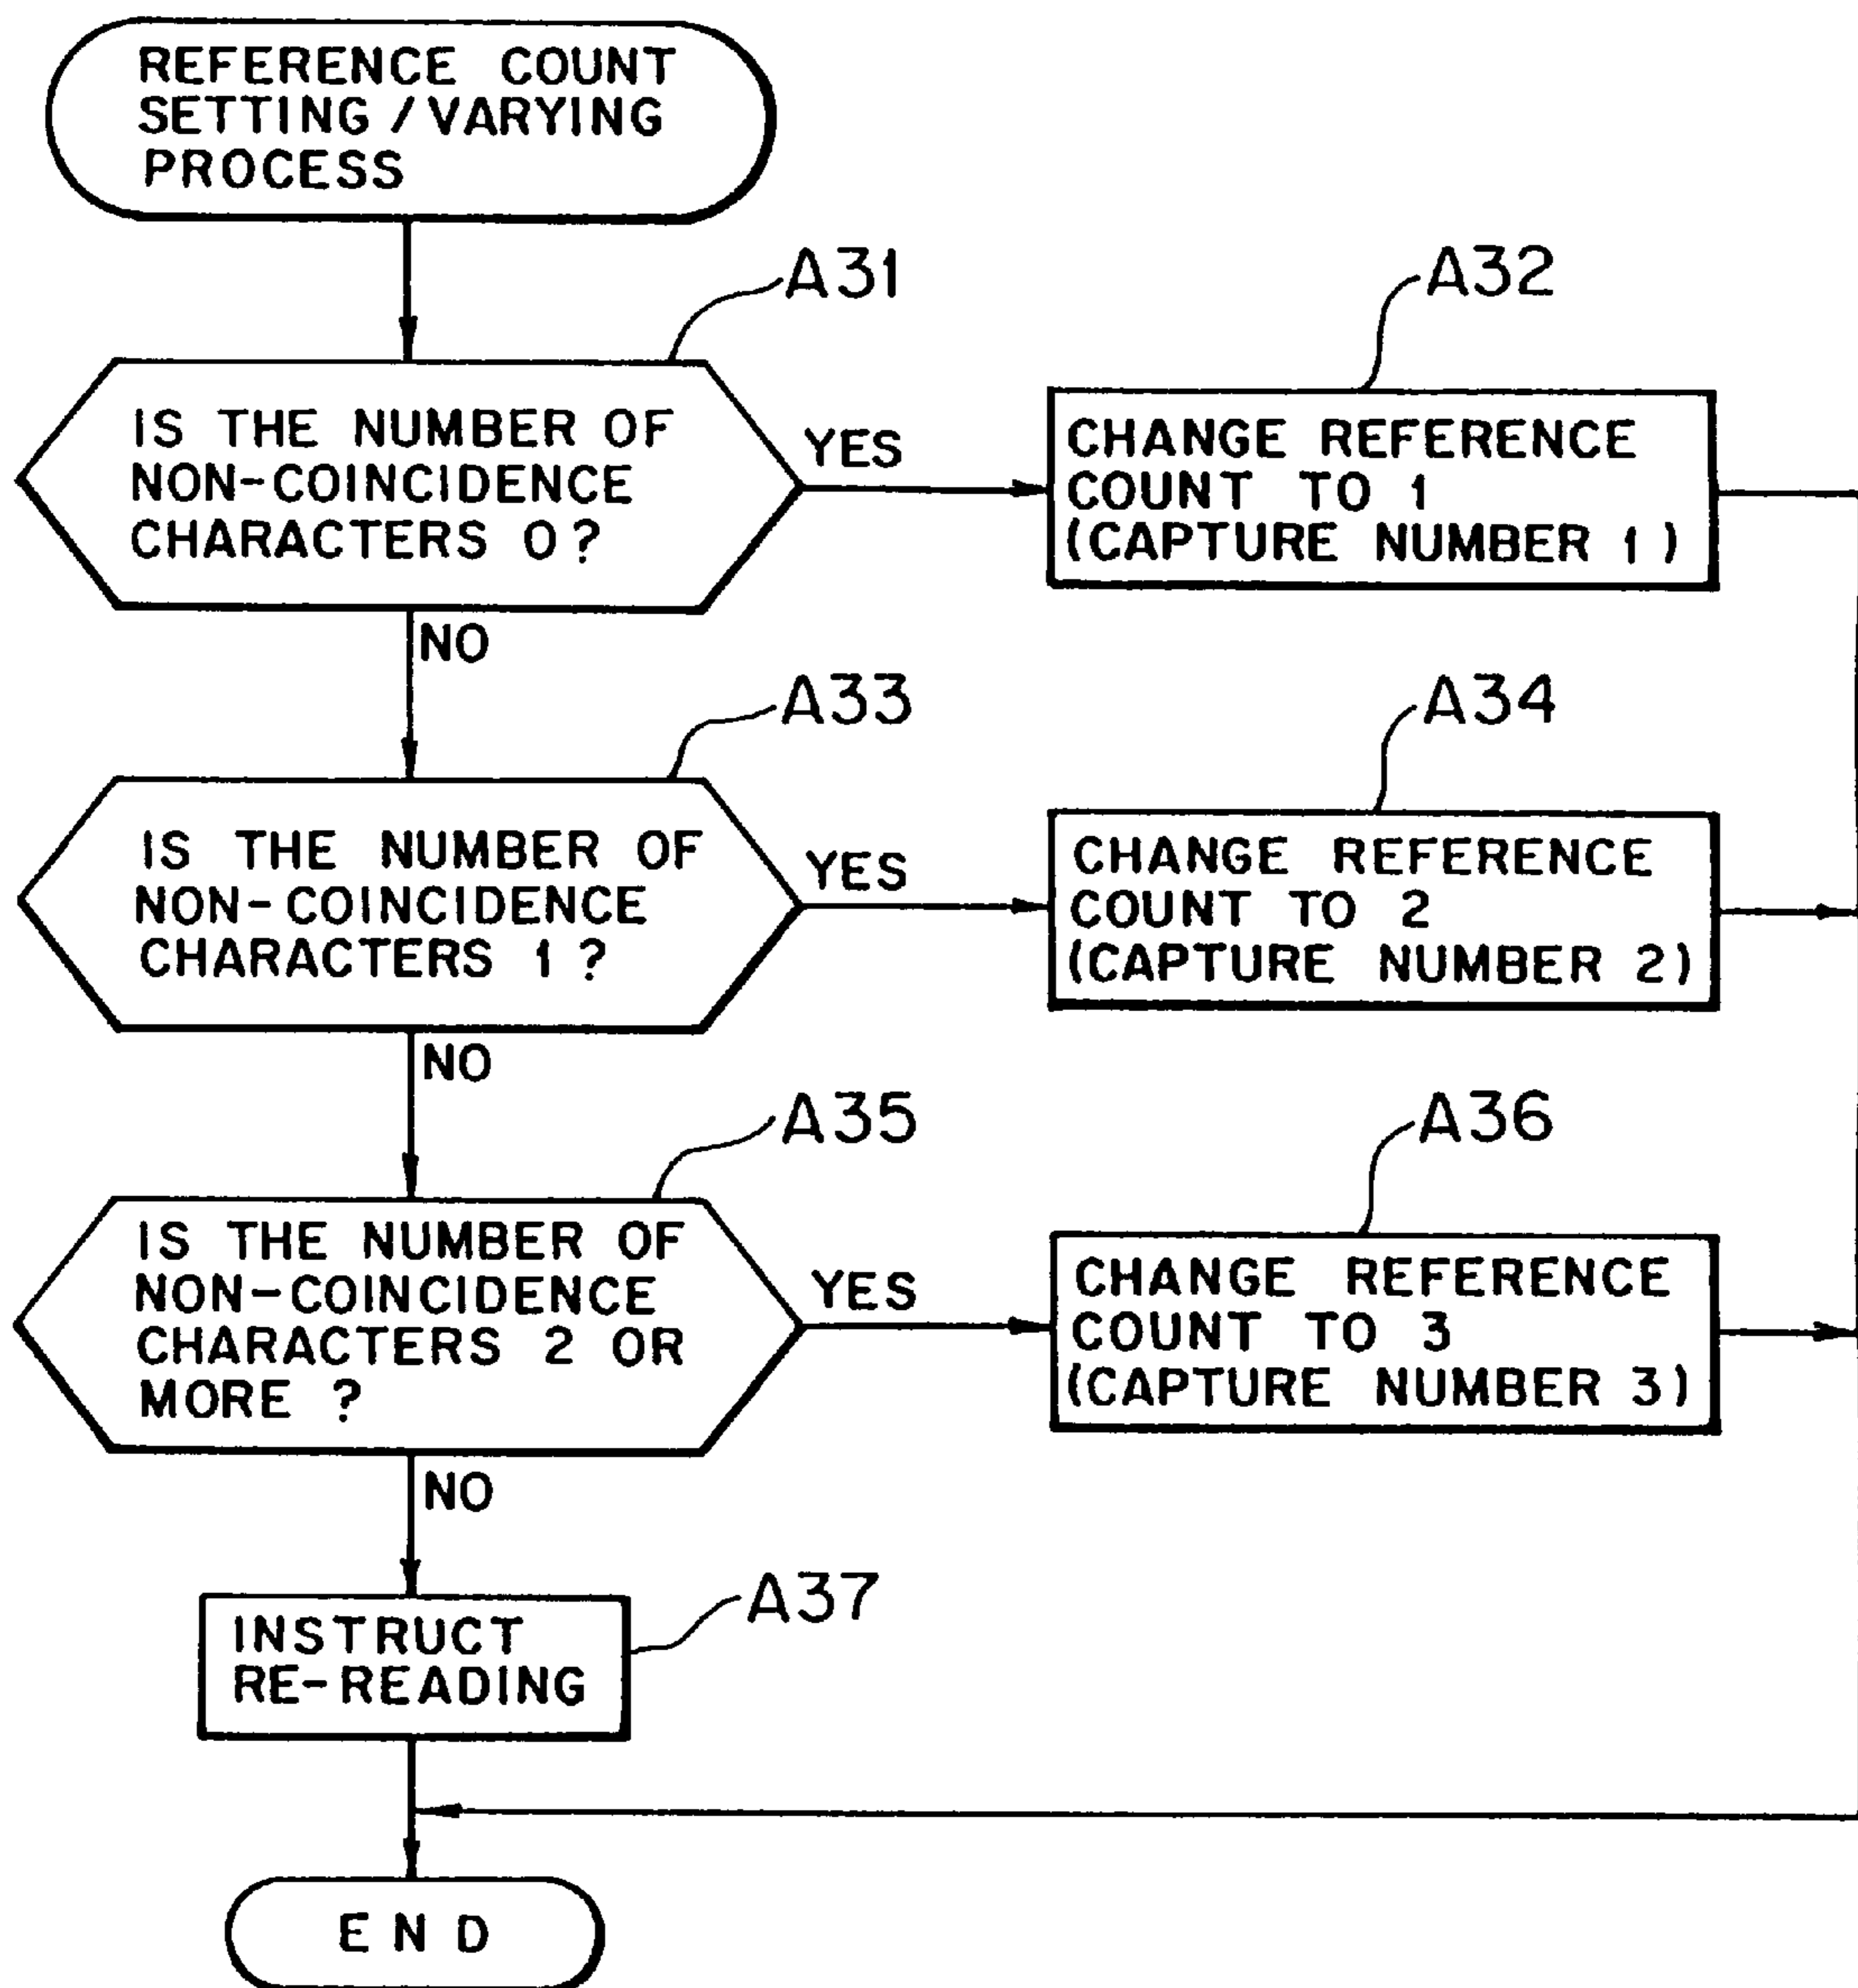 REFERENCE COUNT
SETTING/VARYING
PROCESS
A31
A32
IS THE NUMBER OF
NON-COINCIDENCE
CHARACTERS 0?
YES
CHANGE REFERENCE
COUNT TO 1
(CAPTURE NUMBER 1)
NO
A33
A34
IS THE NUMBER OF
NON-COINCIDENCE
CHARACTERS 1?
YES
CHANGE REFERENCE
COUNT TO 2
(CAPTURE NUMBER 2)
NO
A35
A36
IS THE NUMBER OF
NON-COINCIDENCE
CHARACTERS 2 OR
MORE ?
YES
CHANGE REFERENCE
COUNT TO 3
(CAPTURE NUMBER 3)
NO
A37
INSTRUCT
RE-READING
END